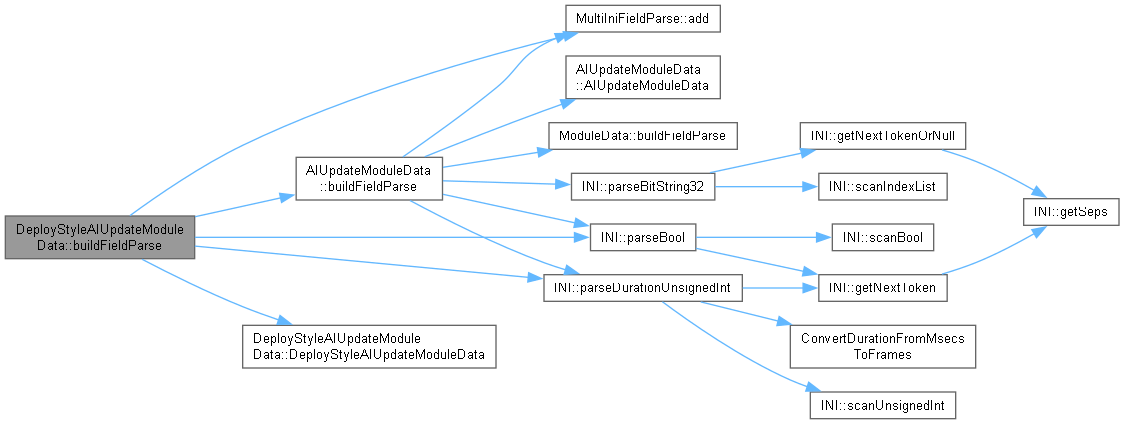 MultiIniFieldParse::add
AIUpdateModuleData
::AIUpdateModuleData
ModuleData::buildFieldParse
INI::getNextTokenOrNull
AIUpdateModuleData
::buildFieldParse
INI::parseBitString32
INI::scanIndexList
INI::getSeps
DeployStyleAIUpdateModule
Data::buildFieldParse
INI::parseBool
INI::scanBool
INI::parseDurationUnsignedInt
INI::getNextToken
DeployStyleAIUpdateModule
Data::DeployStyleAIUpdateModuleData
ConvertDurationFromMsecs
ToFrames
INI::scanUnsignedInt